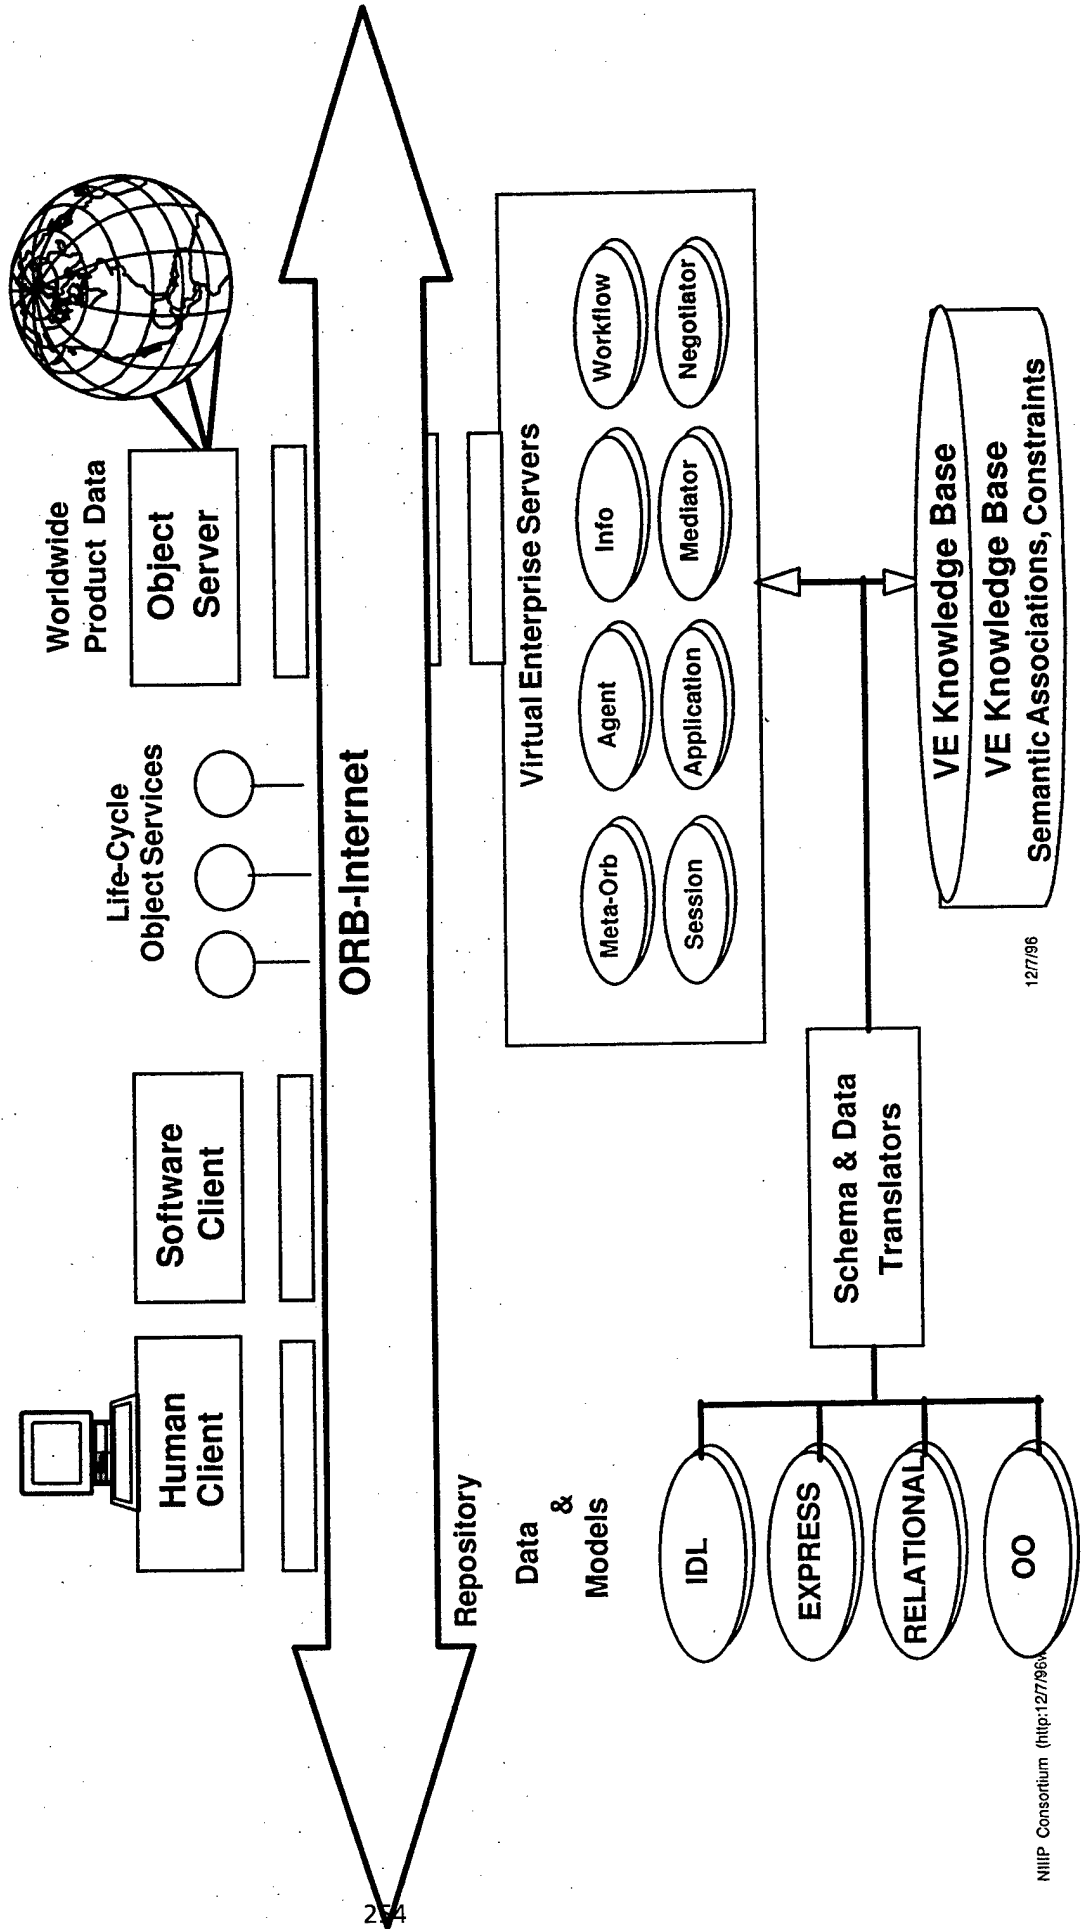 Human
Client
Software
Client
Life-Cycle
Object Services
Worldwide
Product Data
Object
Server
ORB-Internet
Repository
Data
&
Models
IDL
EXPRESS
RELATIONAL
OO
Schema & Data
Translators
Virtual Enterprise Servers
Meta-Orb
Agent
Info
Workflow
Session
Application
Mediator
Negotiator
VE Knowledge Base
VE Knowledge Base
Semantic Associations, Constraints
NIIIP Consortium (http:12/7/96
12/7/96
254